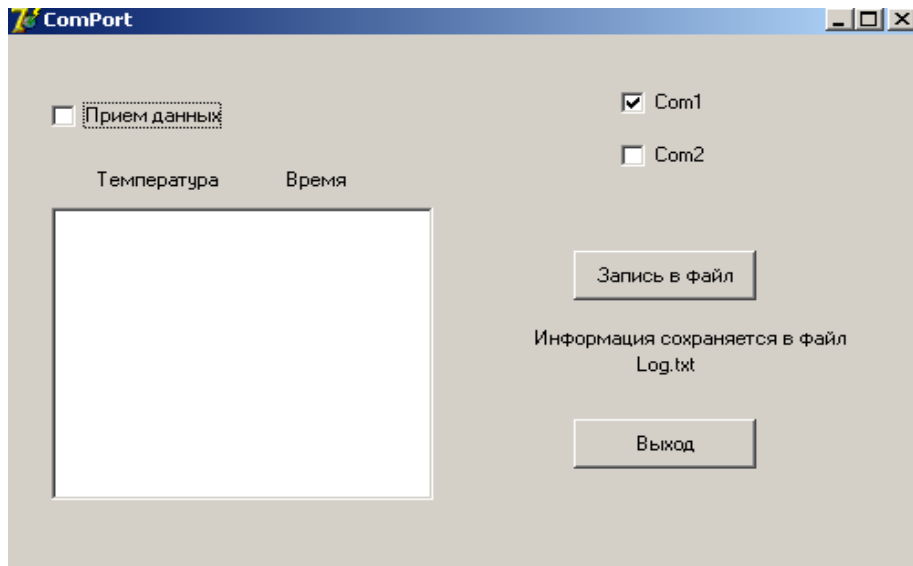 ComPort
Прием данных
Com1
Com2
Температура Время
Запись в файл
Информация сохраняется в файл
Log.txt
Выход